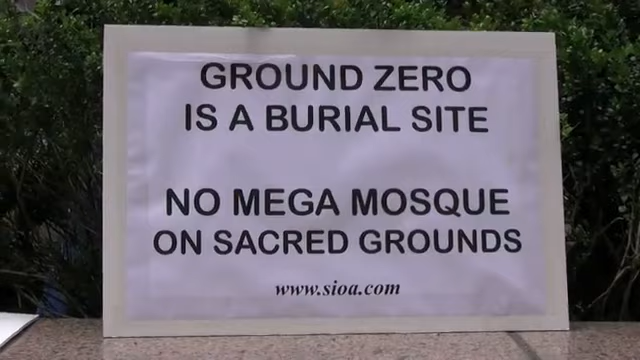 GROUND ZERO
IS A BURIAL SITE
NO MEGA MOSQUE
ON SACRED GROUNDS
www.sioa.com